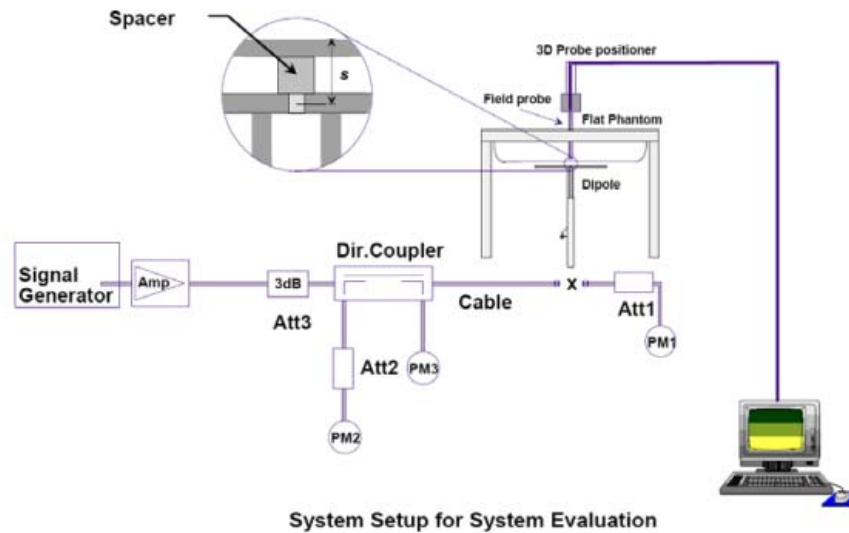 Spacer
s
3D Probe positioner
Field probe
Flat Phantom
Dipole
Signal
Generator
Amp
3dB
Att3
Dir.Coupler
Cable
X
Att1
PM1
Att2
PM3
PM2
System Setup for System Evaluation